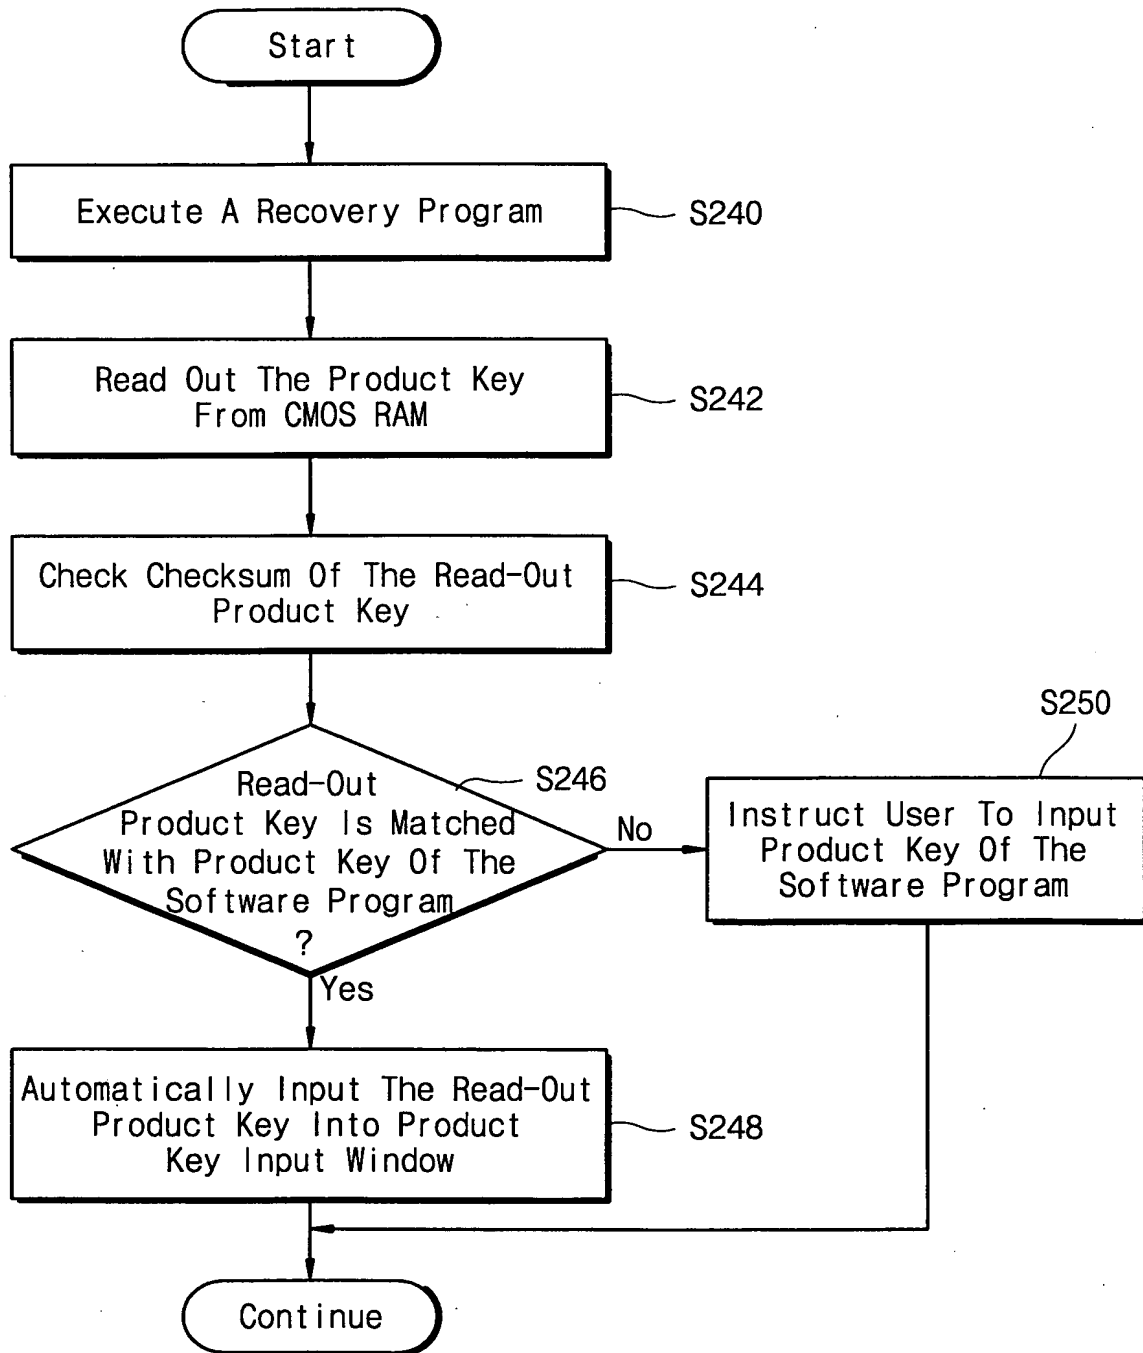 Start
Execute A Recovery Program
S240
Read Out The Product Key
From CMOS RAM
S242
Check Checksum Of The Read-Out
Product Key
S244
Read-Out
Product Key Is Matched
With Product Key Of The
Software Program
?
S246
No
Yes
S250
Instruct User To Input
Product Key Of The
Software Program
Automatically Input The Read-Out
Product Key Into Product
Key Input Window
S248
Continue